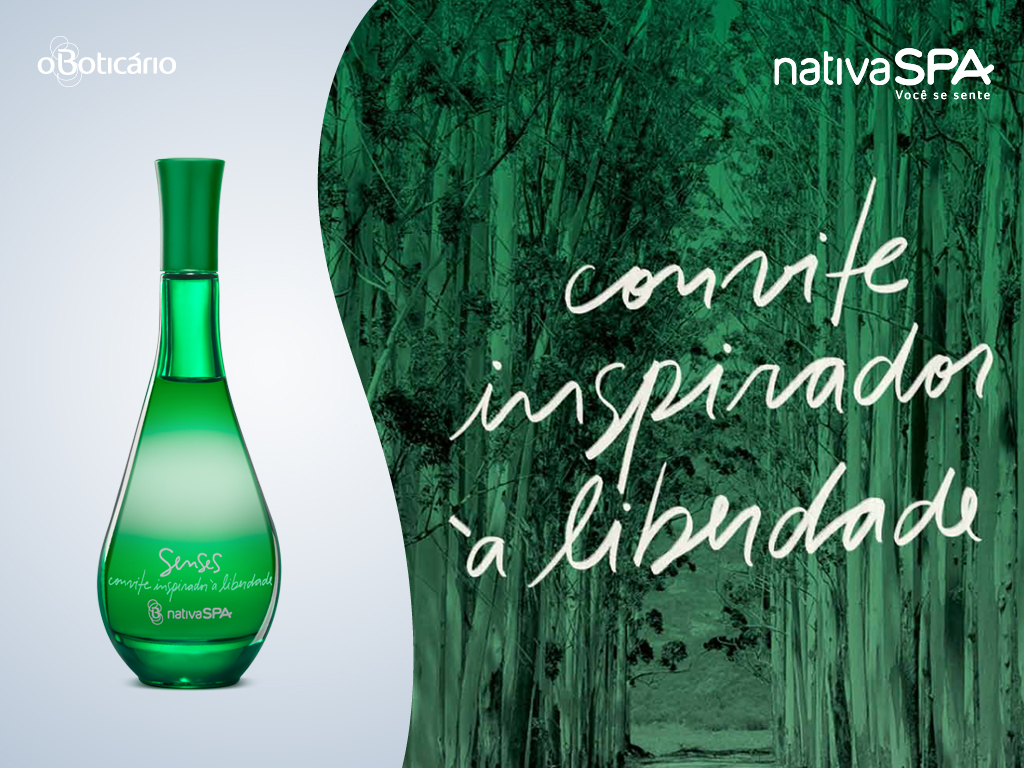 oBoticário
nativaSPA
Você se sente
convite
inspirador
à liberdade
Senses
convite inspirador à liberdade
nativaSPA